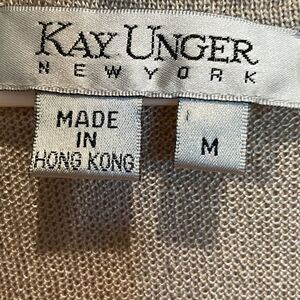 KAY UNGER
NEW YORK
MADE
IN
HONG KONG
M